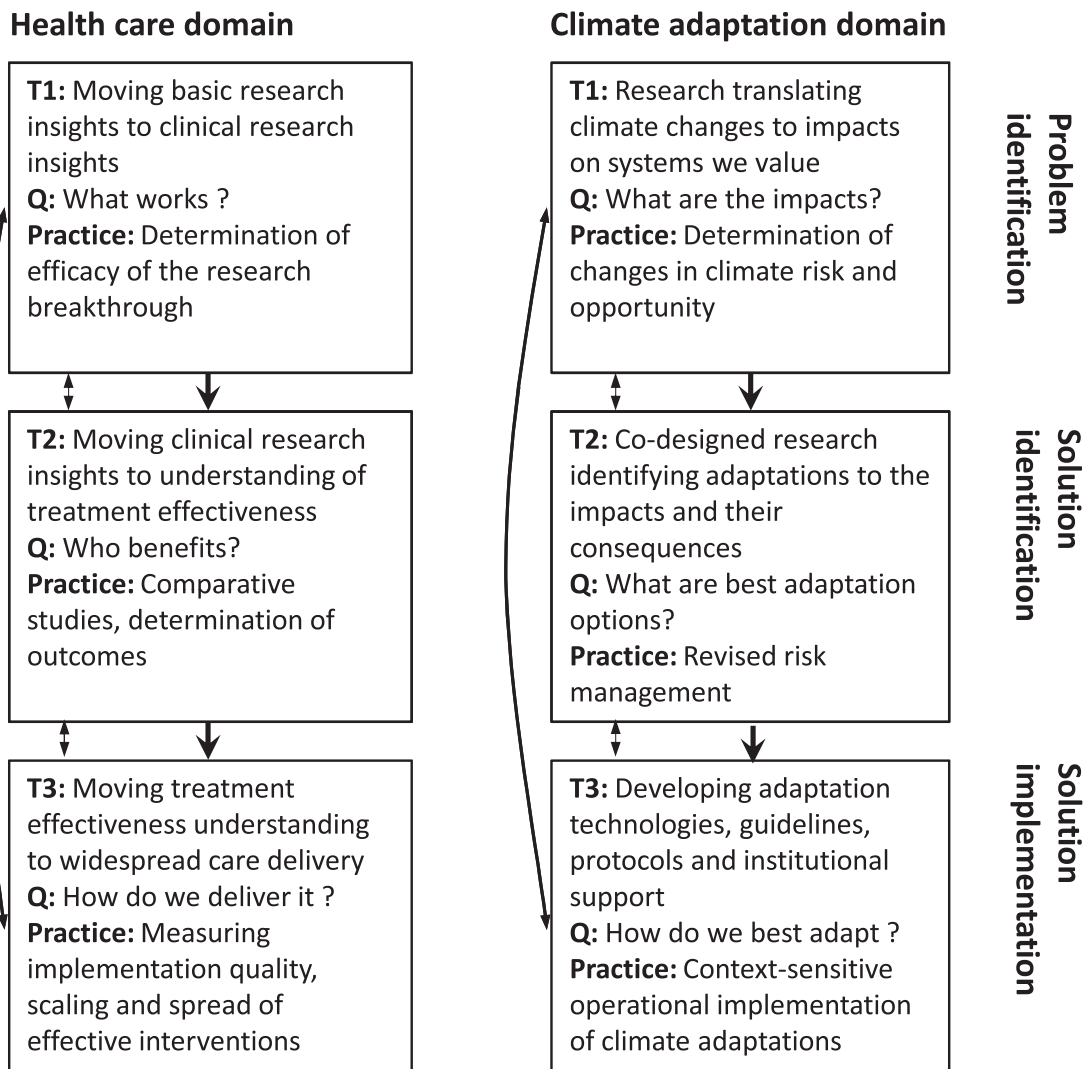 Health care domain
T1: Moving basic research
insights to clinical research
insights
Q: What works ?
Practice: Determination of
efficacy of the research
breakthrough
T2: Moving clinical research
insights to understanding of
treatment effectiveness
Q: Who benefits?
Practice: Comparative
studies, determination of
outcomes
T3: Moving treatment
effectiveness understanding
to widespread care delivery
Q: How do we deliver it ?
Practice: Measuring
implementation quality,
scaling and spread of
effective interventions
Climate adaptation domain
T1: Research translating
climate changes to impacts
on systems we value
Q: What are the impacts?
Practice: Determination of
changes in climate risk and
opportunity
T2: Co-designed research
identifying adaptations to the
impacts and their
consequences
Q: What are best adaptation
options?
Practice: Revised risk
management
T3: Developing adaptation
technologies, guidelines,
protocols and institutional
support
Q: How do we best adapt ?
Practice: Context-sensitive
operational implementation
of climate adaptations
Problem
identification
Solution
identification
Solution
implementation